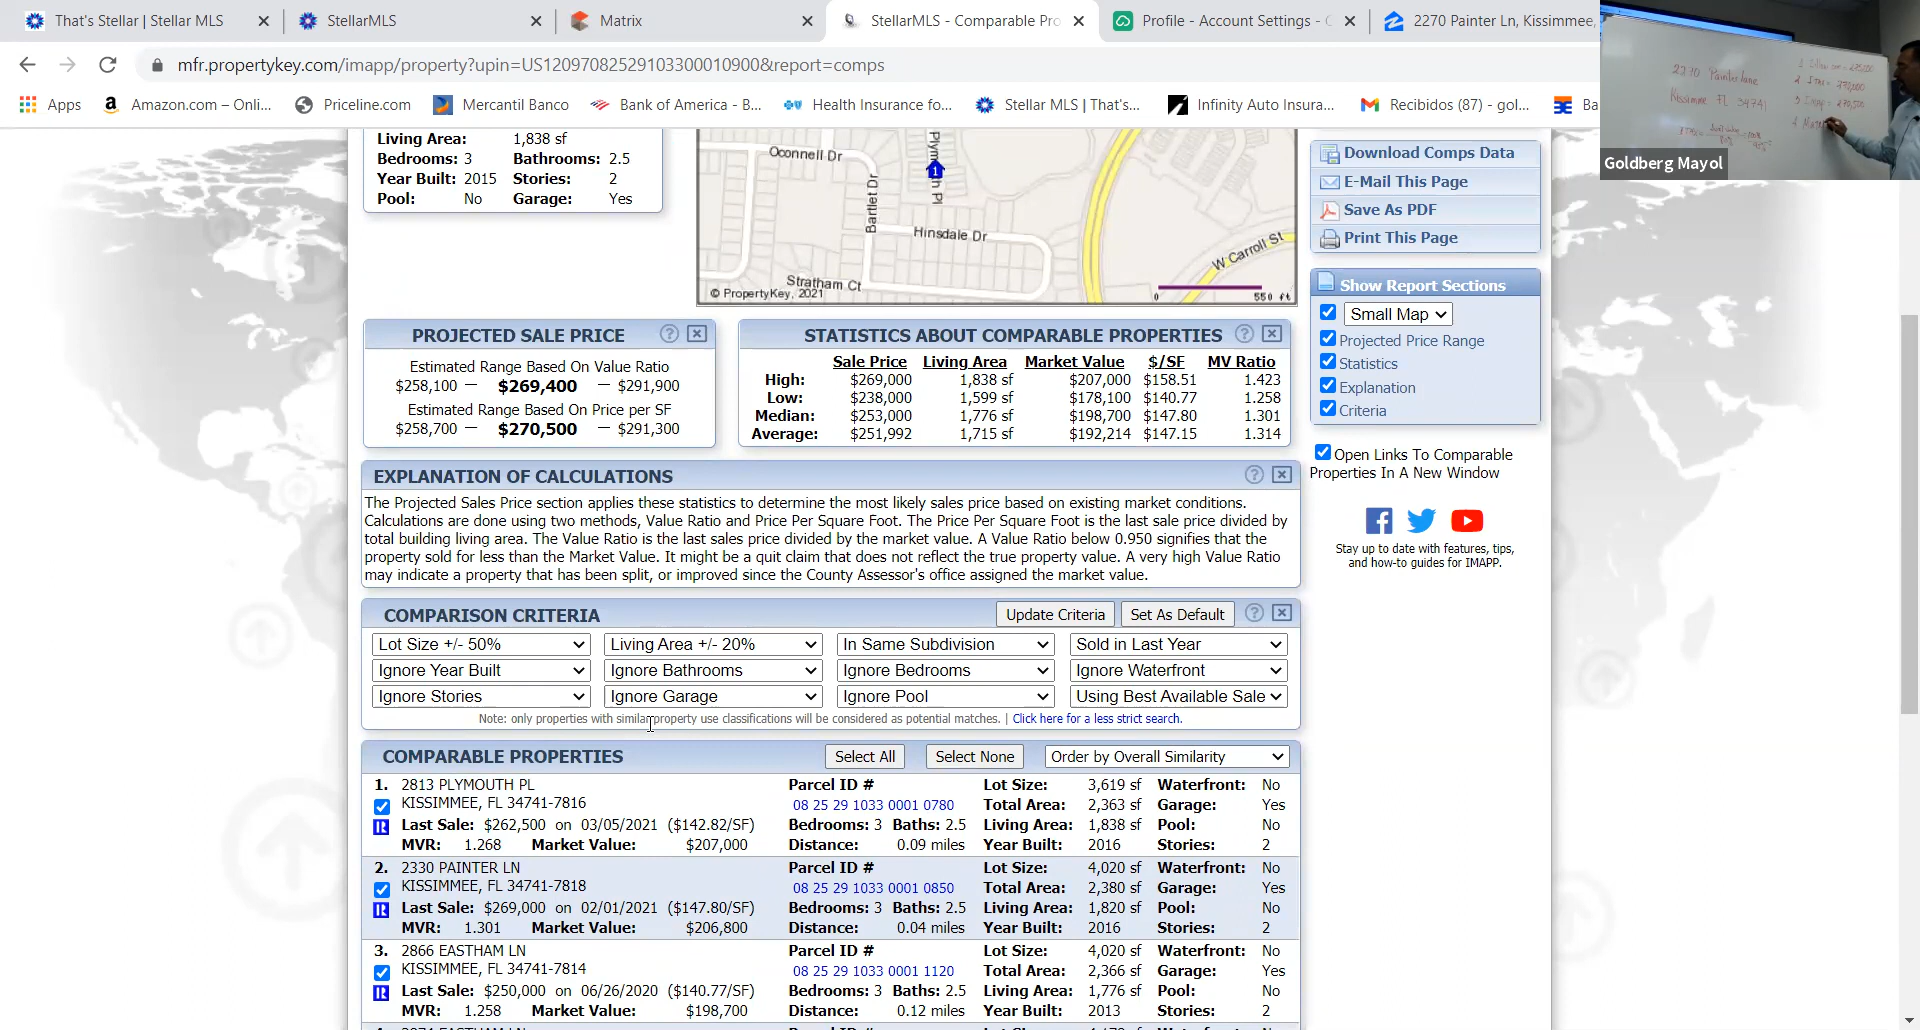 That's Stellar | Stellar MLS
StellarMLS
Matrix
StellarMLS - Comparable Pro
Profile - Account Settings - C
2270 Painter Ln, Kissimmee,
mfr.propertykey.com/imapp/property?upin=US12097082529103300010900&report=comps
Apps
Amazon.com – Onli...
Priceline.com
Mercantil Banco
Bank of America - B...
Health Insurance fo...
Stellar MLS | That's...
Infinity Auto Insura...
Recibidos (87) - gol...
Ba
2270 Painter Lane
Kissimmee FL 34741
Goldberg Mayol
Living Area: 1,838 sf
Bedrooms: 3 Bathrooms: 2.5
Year Built: 2015 Stories: 2
Pool: No Garage: Yes
Oconnell Dr
Bartlet Dr
1
Hinsdale Dr
W Carroll St
Stratham Ct
© PropertyKey, 2021
0 550 ft
Download Comps Data
E-Mail This Page
Save As PDF
Print This Page
Show Report Sections
Small Map
Projected Price Range
Statistics
Explanation
Criteria
Open Links To Comparable
Properties In A New Window
Stay up to date with features, tips,
and how-to guides for IMAPP.
PROJECTED SALE PRICE
Estimated Range Based On Value Ratio
$258,100 — $269,400 — $291,900
Estimated Range Based On Price per SF
$258,700 — $270,500 — $291,300
STATISTICS ABOUT COMPARABLE PROPERTIES
Sale Price Living Area Market Value $/SF MV Ratio
High: $269,000 1,838 sf $207,000 $158.51 1.423
Low: $238,000 1,599 sf $178,100 $140.77 1.258
Median: $253,000 1,776 sf $198,700 $147.80 1.301
Average: $251,992 1,715 sf $192,214 $147.15 1.314
EXPLANATION OF CALCULATIONS
The Projected Sales Price section applies these statistics to determine the most likely sales price based on existing market conditions.
Calculations are done using two methods, Value Ratio and Price Per Square Foot. The Price Per Square Foot is the last sale price divided by
total building living area. The Value Ratio is the last sales price divided by the market value. A Value Ratio below 0.950 signifies that the
property sold for less than the Market Value. It might be a quit claim that does not reflect the true property value. A very high Value Ratio
may indicate a property that has been split, or improved since the County Assessor's office assigned the market value.
COMPARISON CRITERIA
Update Criteria
Set As Default
Lot Size +/- 50% Living Area +/- 20% In Same Subdivision Sold in Last Year
Ignore Year Built Ignore Bathrooms Ignore Bedrooms Ignore Waterfront
Ignore Stories Ignore Garage Ignore Pool Using Best Available Sale
Note: only properties with similar property use classifications will be considered as potential matches. | Click here for a less strict search.
COMPARABLE PROPERTIES
Select All
Select None
Order by Overall Similarity
1. 2813 PLYMOUTH PL Parcel ID # Lot Size: 3,619 sf Waterfront: No
KISSIMMEE, FL 34741-7816 08 25 29 1033 0001 0780 Total Area: 2,363 sf Garage: Yes
Last Sale: $262,500 on 03/05/2021 ($142.82/SF) Bedrooms: 3 Baths: 2.5 Living Area: 1,838 sf Pool: No
MVR: 1.268 Market Value: $207,000 Distance: 0.09 miles Year Built: 2016 Stories: 2
2. 2330 PAINTER LN Parcel ID # Lot Size: 4,020 sf Waterfront: No
KISSIMMEE, FL 34741-7818 08 25 29 1033 0001 0850 Total Area: 2,380 sf Garage: Yes
Last Sale: $269,000 on 02/01/2021 ($147.80/SF) Bedrooms: 3 Baths: 2.5 Living Area: 1,820 sf Pool: No
MVR: 1.301 Market Value: $206,800 Distance: 0.04 miles Year Built: 2016 Stories: 2
3. 2866 EASTHAM LN Parcel ID # Lot Size: 4,020 sf Waterfront: No
KISSIMMEE, FL 34741-7814 08 25 29 1033 0001 1120 Total Area: 2,366 sf Garage: Yes
Last Sale: $250,000 on 06/26/2020 ($140.77/SF) Bedrooms: 3 Baths: 2.5 Living Area: 1,776 sf Pool: No
MVR: 1.258 Market Value: $198,700 Distance: 0.12 miles Year Built: 2013 Stories: 2